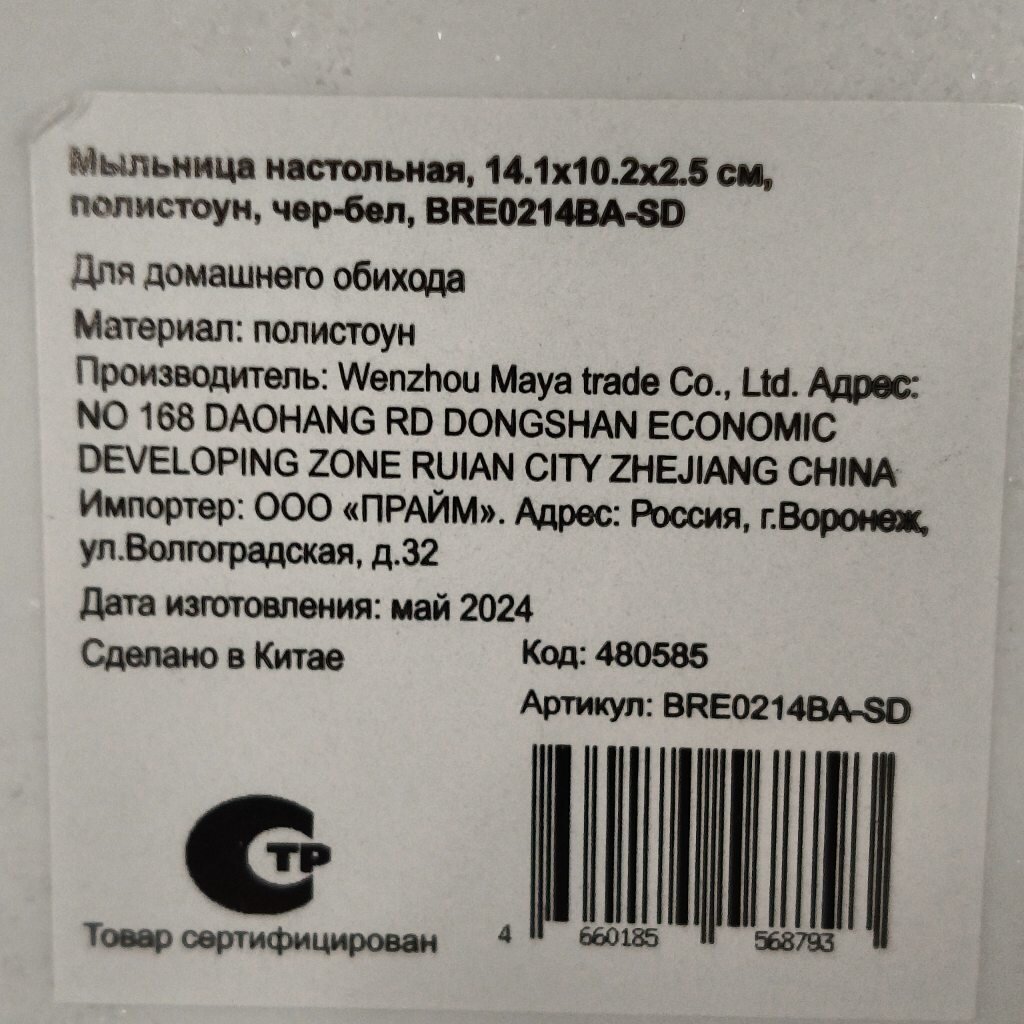 Мыльница настольная, 14.1х10.2х2.5 см,
полистоун, чер-бел, BRE0214BA-SD
Для домашнего обихода
Материал: полистоун
Производитель: Wenzhou Maya trade Co., Ltd. Адрес:
NO 168 DAOHANG RD DONGSHAN ECONOMIC
DEVELOPING ZONE RUIAN CITY ZHEJIANG CHINA
Импортер: ООО «ПРАЙМ». Адрес: Россия, г.Воронеж,
ул.Волгоградская, д.32
Дата изготовления: май 2024
Сделано в Китае
Код: 480585
Артикул: BRE0214BA-SD
СТР
Товар сертифицирован
4 660185 568793